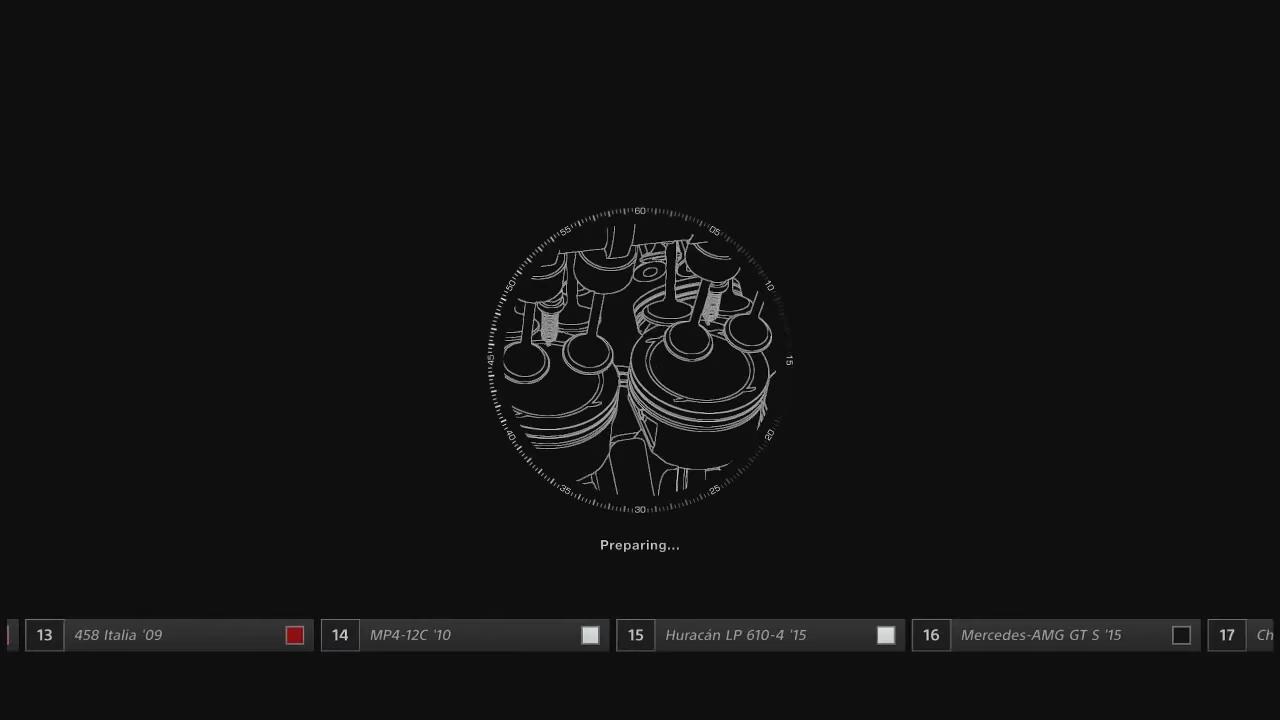 60
05
10
15
20
25
30
35
40
45
50
55
Preparing...
13 458 Italia '09
14 MP4-12C '10
15 Huracán LP 610-4 '15
16 Mercedes-AMG GT S '15
17 Ch